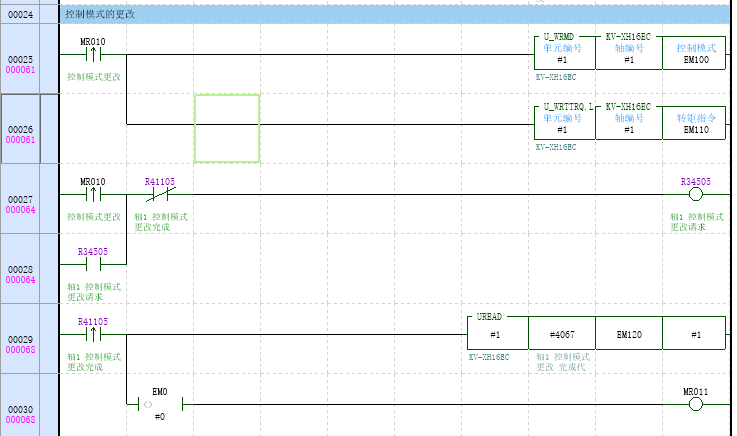 00024 控制模式的更改
MR010 U_WRMD KV-XH16EC
00025 单元编号 轴编号 控制模式
000061 #1 #1 EM100
控制模式更改 KV-XH16EC
U_WRTTRQ.L KV-XH16EC
00026 单元编号 轴编号 转矩指令
000061 #1 #1 EM110
KV-XH16EC
MR010 R41105 R34505
00027
000064
控制模式更改 轴1 控制模式 轴1 控制模式
更改完成 更改请求
R34505
00028
000064
轴1 控制模式
更改请求
R41105 UREAD
00029 #1 #4067 EM120 #1
000068
轴1 控制模式 KV-XH16EC 轴1 控制模式
更改完成 更改 完成代
EM0 MR011
00030 <>
000068 #0